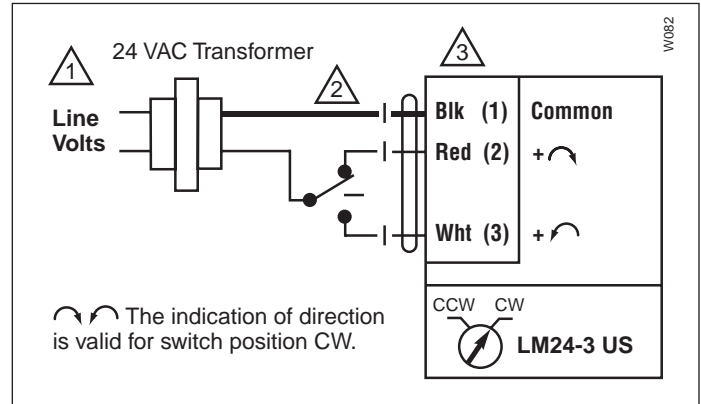 W082
24 VAC Transformer
1
2
3
Line
Volts
Blk (1) Common
Red (2) +
Wht (3) +
The indication of direction
is valid for switch position CW.
CCW CW
LM24-3 US